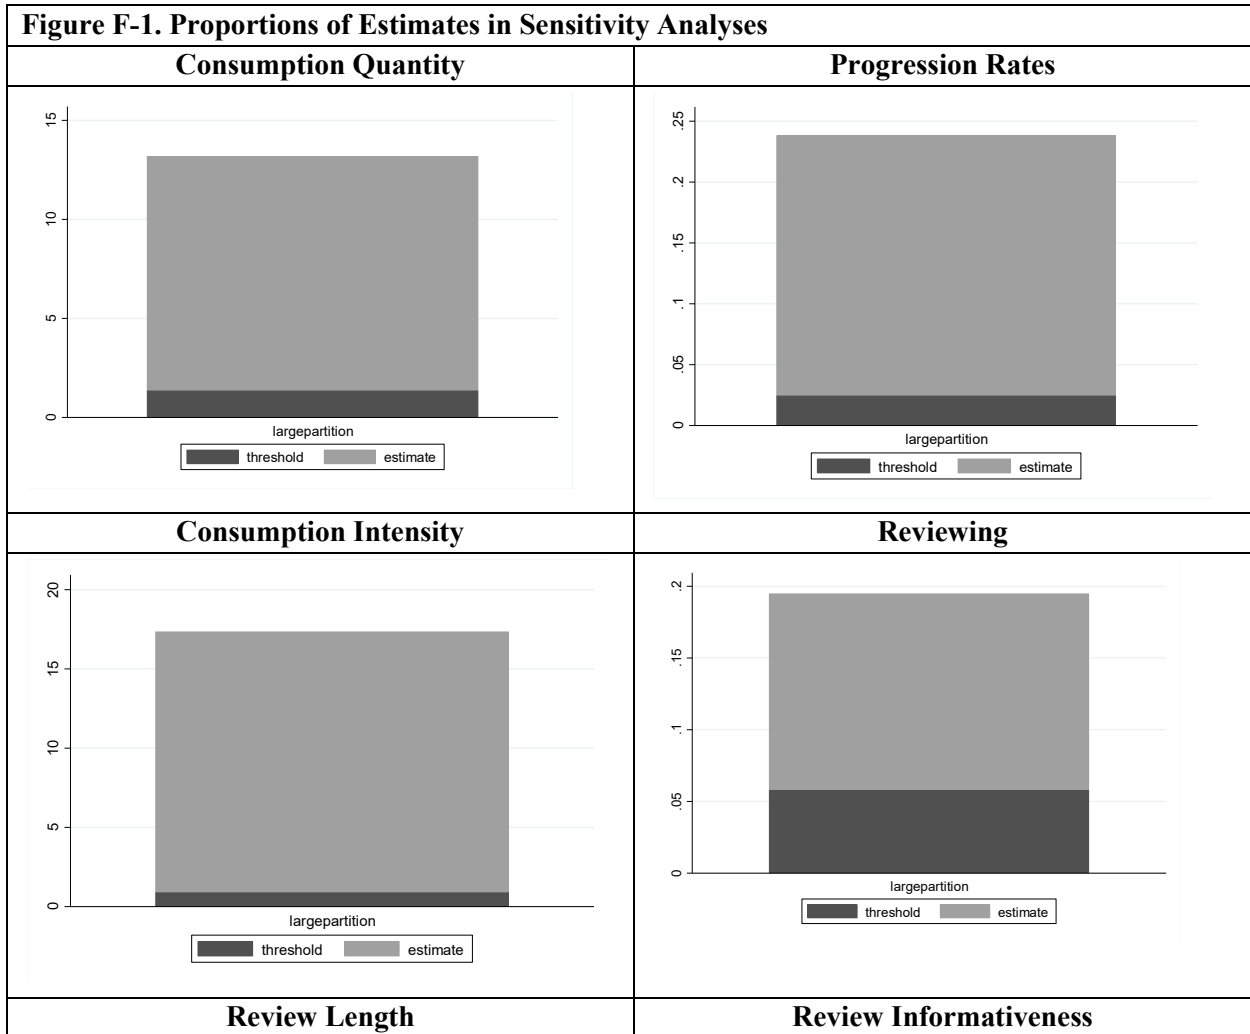 Figure F-1. Proportions of Estimates in Sensitivity Analyses
Consumption Quantity
Progression Rates
15
10
5
0
largepartition
threshold estimate
.25
.2
.15
.1
.05
0
largepartition
threshold estimate
Consumption Intensity
Reviewing
20
15
10
5
0
largepartition
threshold estimate
.2
.15
.1
.05
0
largepartition
threshold estimate
Review Length
Review Informativeness